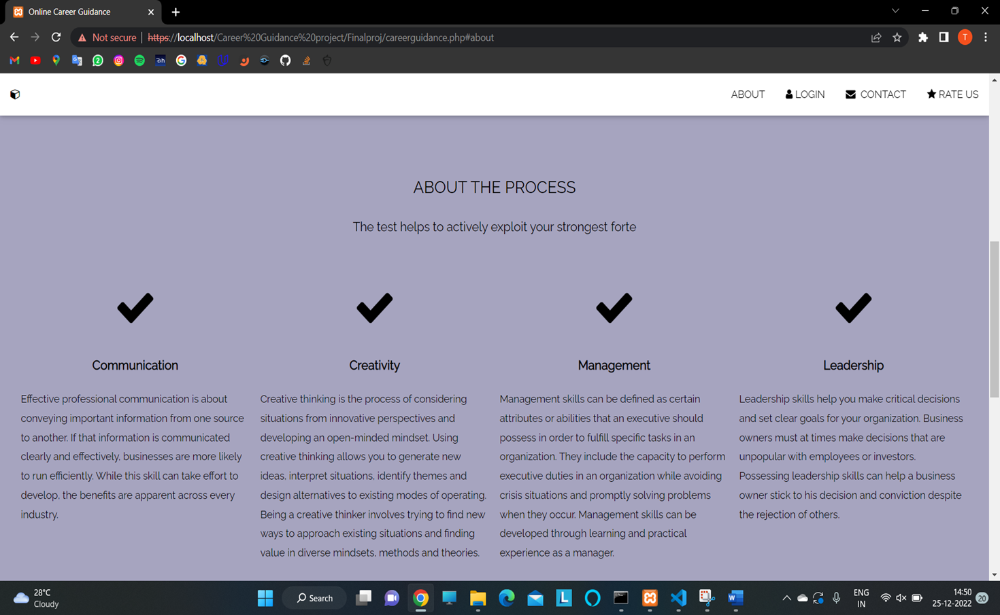 Online Career Guidance
Not secure | https://localhost/Career%20Guidance%20project/Finalproj/careerguidance.php#about
T
2
dh
G
ABOUT LOGIN CONTACT RATE US
ABOUT THE PROCESS
The test helps to actively exploit your strongest forte
Communication
Effective professional communication is about
conveying important information from one source
to another. If that information is communicated
clearly and effectively, businesses are more likely
to run efficiently. While this skill can take effort to
develop, the benefits are apparent across every
industry.
Creativity
Creative thinking is the process of considering
situations from innovative perspectives and
developing an open-minded mindset. Using
creative thinking allows you to generate new
ideas, interpret situations, identify themes and
design alternatives to existing modes of operating.
Being a creative thinker involves trying to find new
ways to approach existing situations and finding
value in diverse mindsets, methods and theories.
Management
Management skills can be defined as certain
attributes or abilities that an executive should
possess in order to fulfill specific tasks in an
organization. They include the capacity to perform
executive duties in an organization while avoiding
crisis situations and promptly solving problems
when they occur. Management skills can be
developed through learning and practical
experience as a manager.
Leadership
Leadership skills help you make critical decisions
and set clear goals for your organization. Business
owners must at times make decisions that are
unpopular with employees or investors.
Possessing leadership skills can help a business
owner stick to his decision and conviction despite
the rejection of others.
28°C
Cloudy
Search
L
W
ENG
IN
14:50
25-12-2022
20